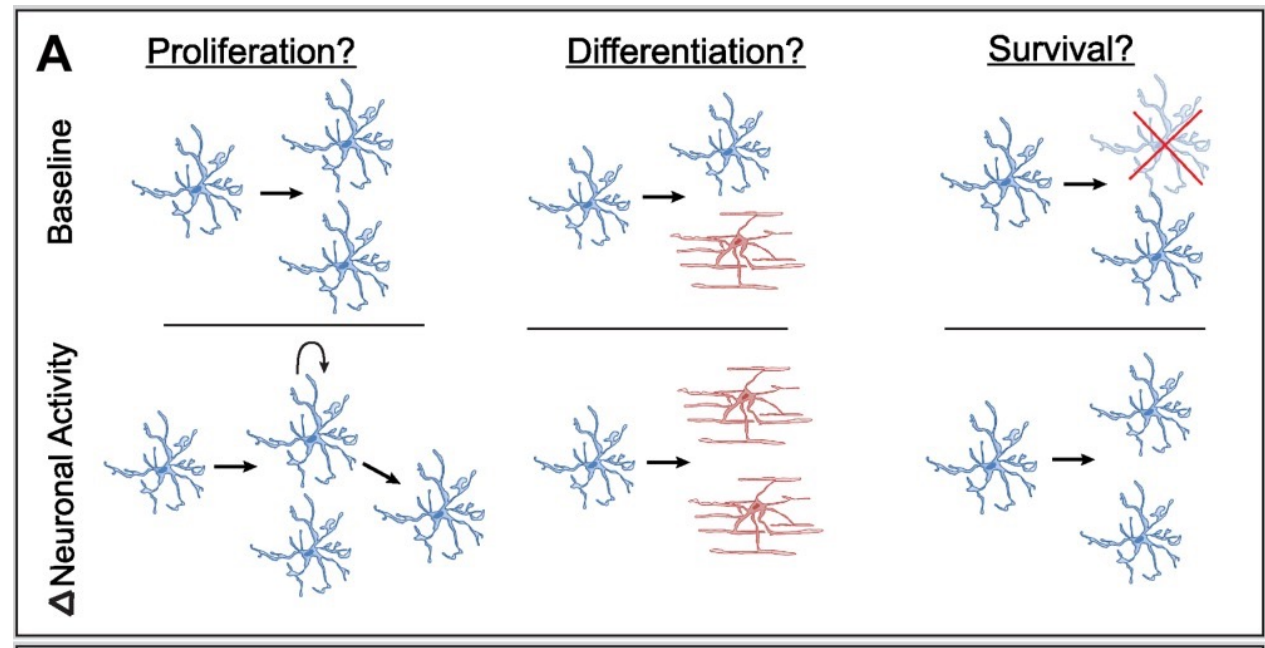 A
Proliferation?
Differentiation?
Survival?
Baseline
ΔNeuronal Activity